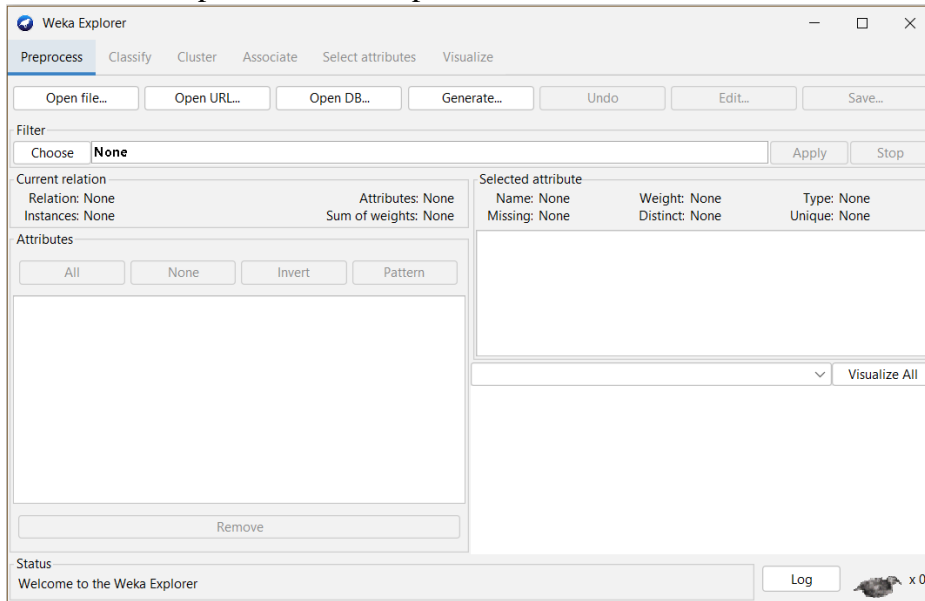 Weka Explorer
Preprocess Classify Cluster Associate Select attributes Visualize
Open file... Open URL... Open DB... Generate... Undo Edit... Save...
Filter
Choose None Apply Stop
Current relation
Relation: None Attributes: None
Instances: None Sum of weights: None
Selected attribute
Name: None Weight: None Type: None
Missing: None Distinct: None Unique: None
Attributes
All None Invert Pattern
Visualize All
Remove
Status
Welcome to the Weka Explorer
Log x 0